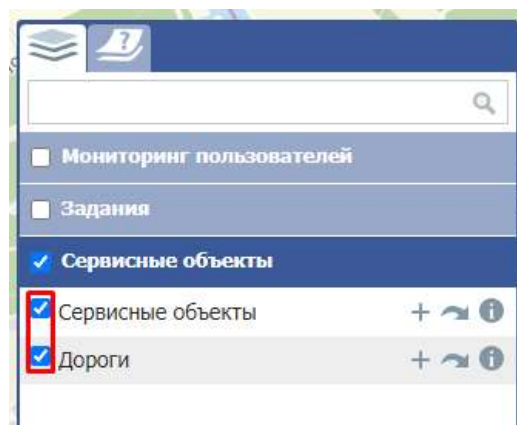 ?
Мониторинг пользователей
Задания
Сервисные объекты
Сервисные объекты
Дороги